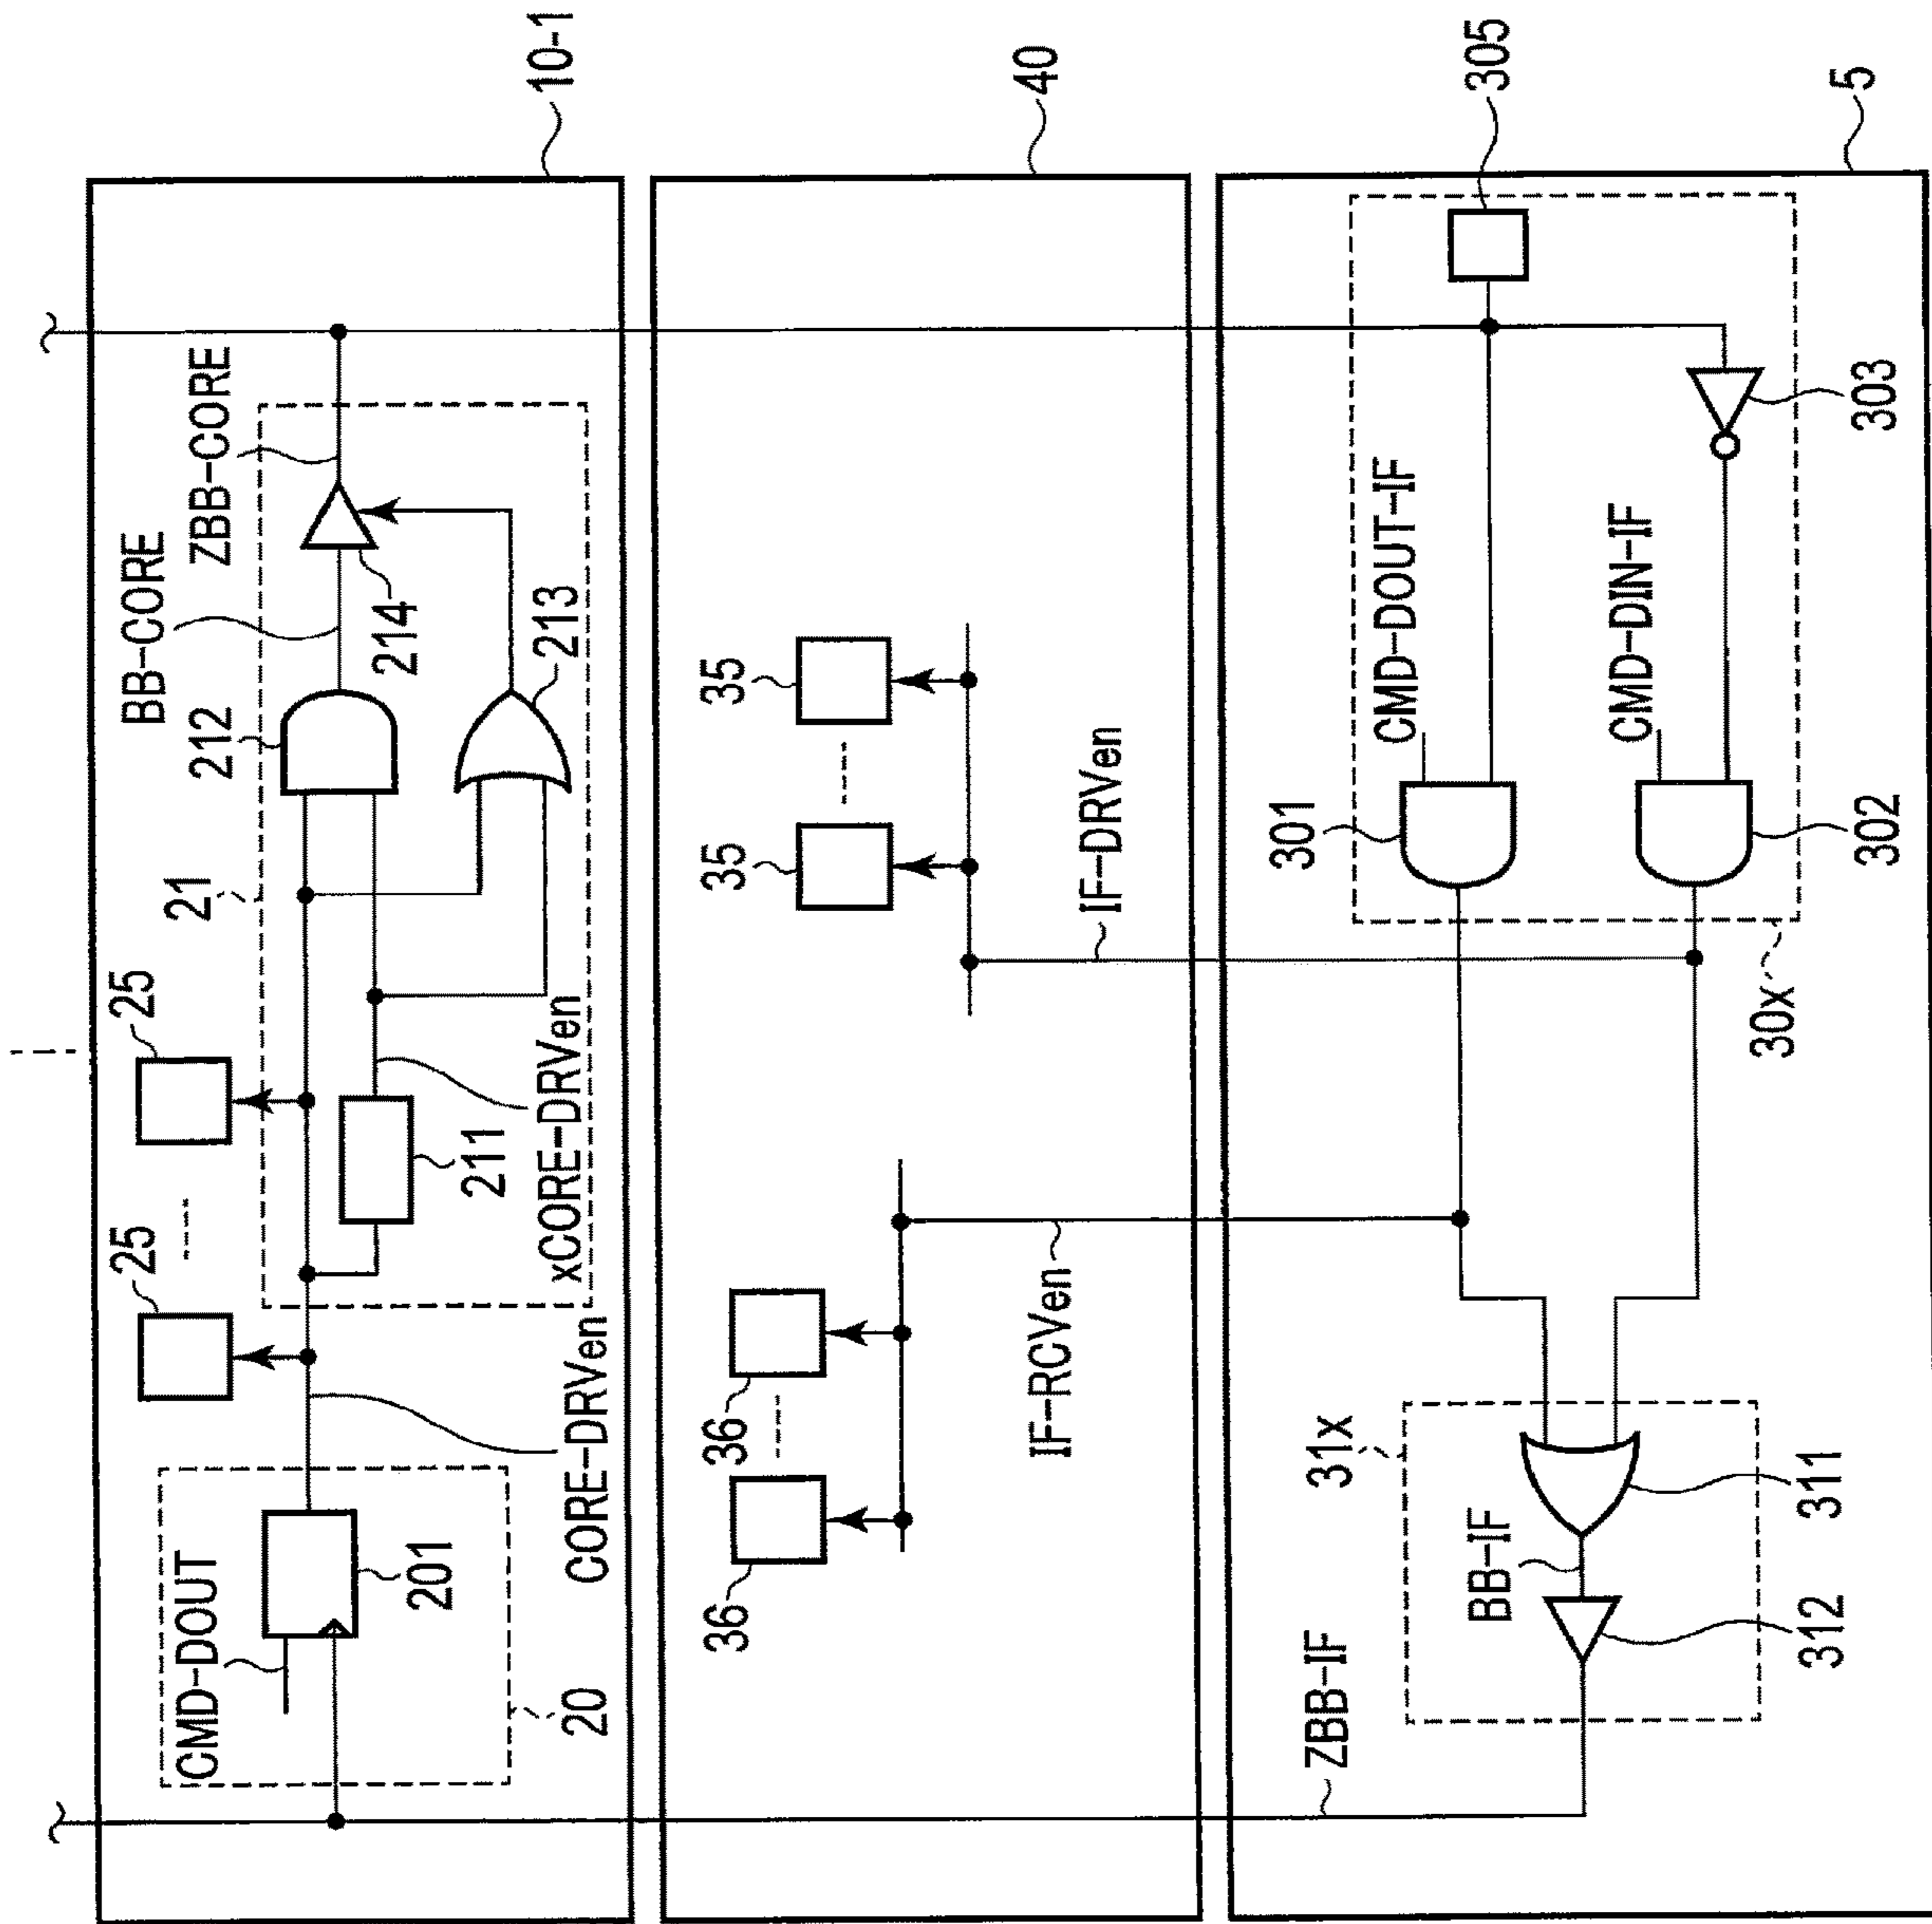 10-1
40
305
5
BB-CORE
ZBB-CORE
212
214
213
21
25
25
211
xCORE-DRVen
CORE-DRVen
CMD-DOUT
201
20
35
35
IF-DRVen
36
36
IF-RCVen
CMD-DOUT-IF
CMD-DIN-IF
303
301
302
30x
31x
BB-IF
311
312
ZBB-IF